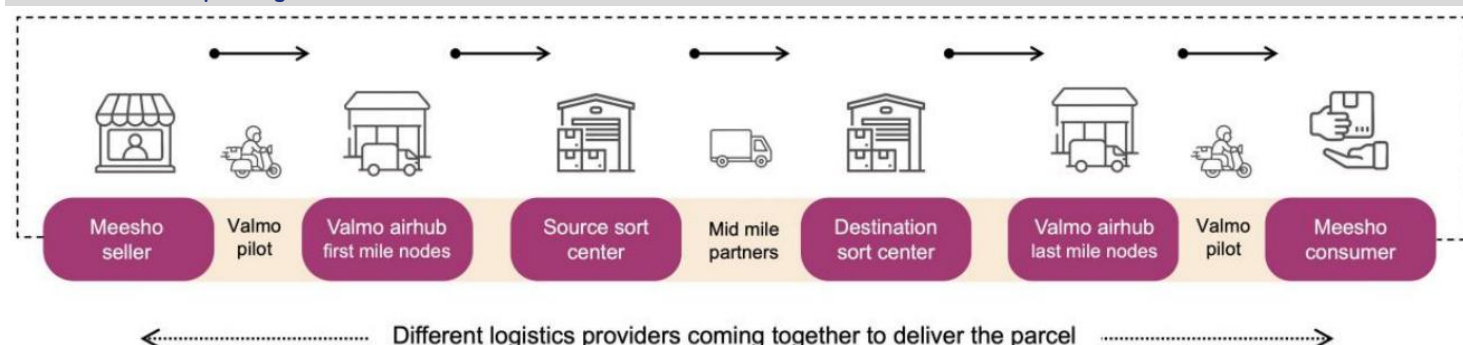 Meesho
seller
Valmo
pilot
Valmo airhub
first mile nodes
Source sort
center
Mid mile
partners
Destination
sort center
Valmo airhub
last mile nodes
Valmo
pilot
Meesho
consumer
Different logistics providers coming together to deliver the parcel